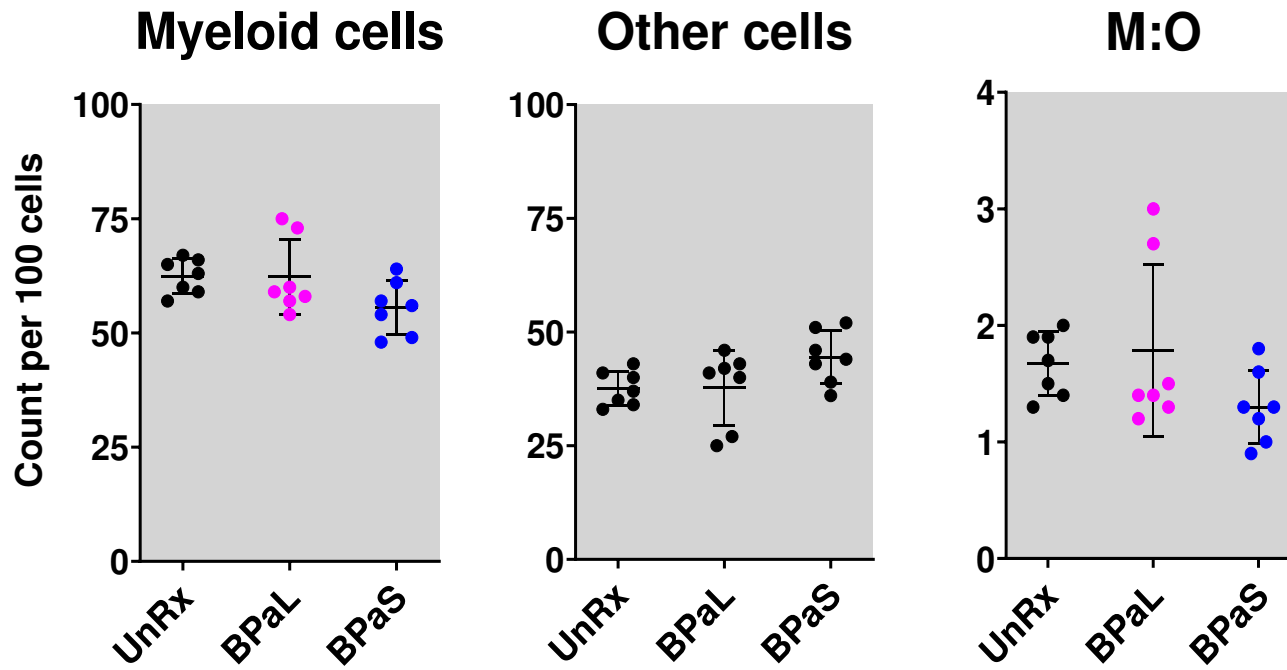 Myeloid cells
Other cells
M:O
Count per 100 cells
100
75
50
25
0
UnRx
BPaL
BPaS
100
75
50
25
0
UnRx
BPaL
BPaS
4
3
2
1
0
UnRx
BPaL
BPaS